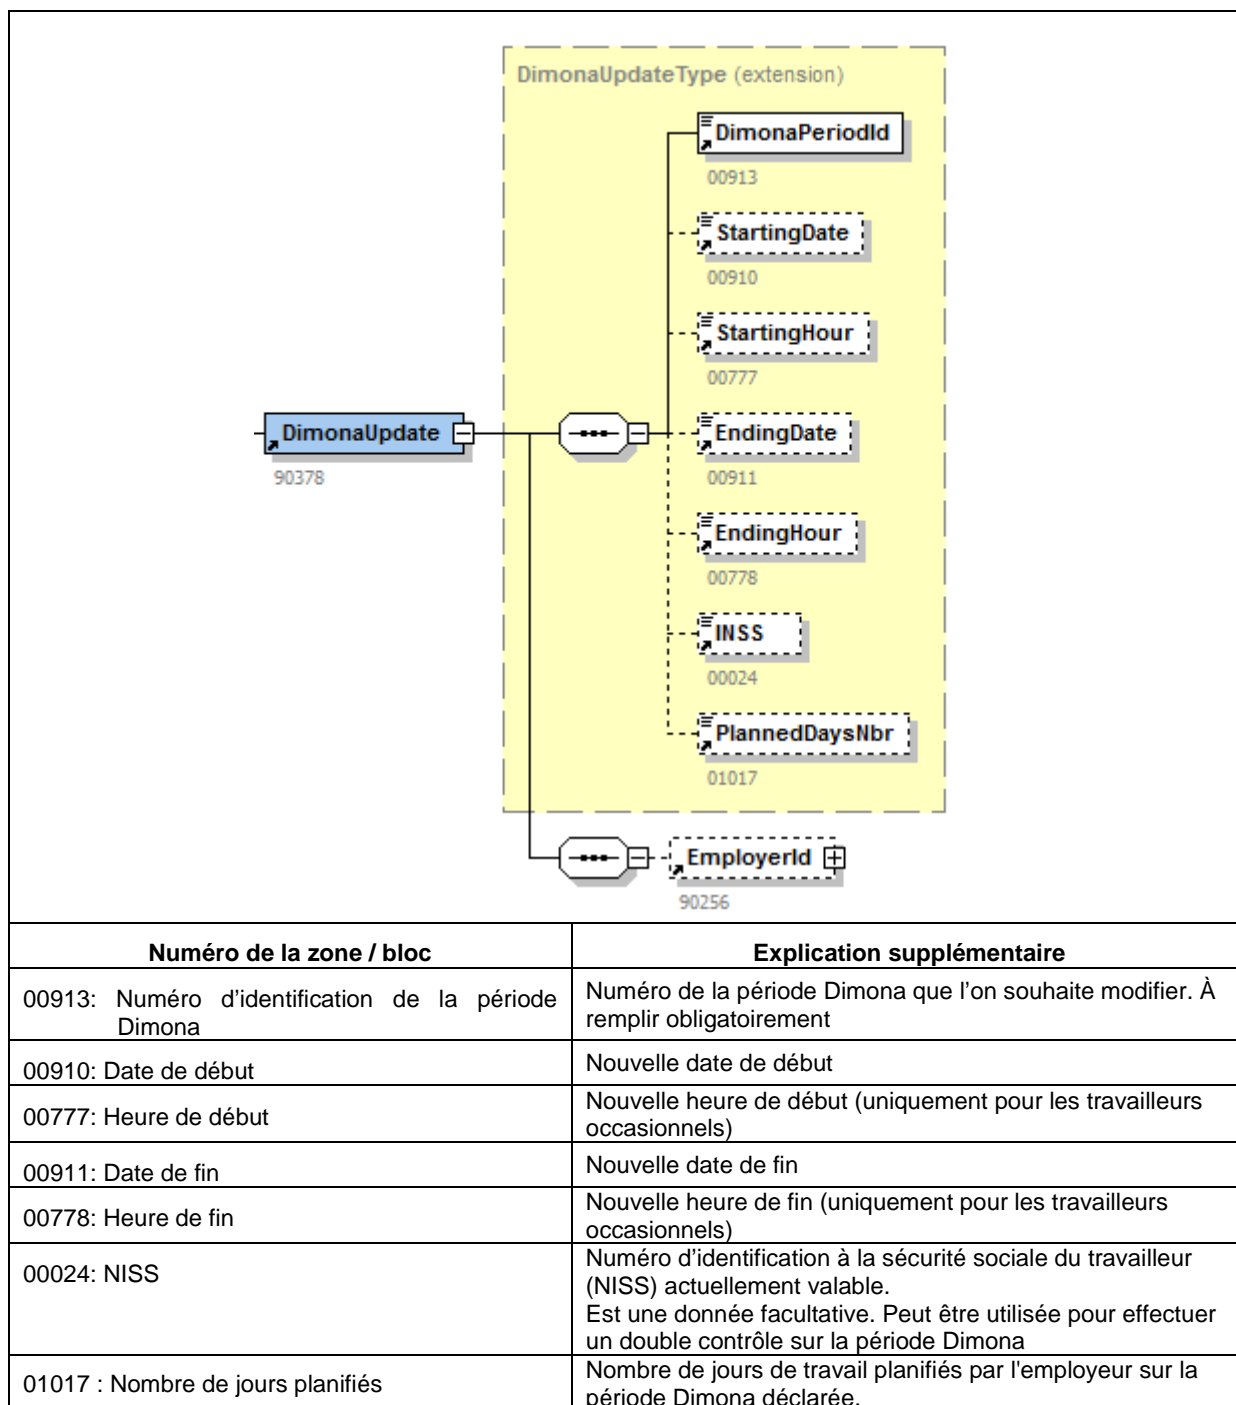 DimonaUpdateType (extension)
DimonaPeriodId
00913
StartingDate
00910
StartingHour
00777
DimonaUpdate
90378
EndingDate
00911
EndingHour
00778
INSS
00024
PlannedDaysNbr
01017
EmployerId
90256
Numéro de la zone / bloc
Explication supplémentaire
00913: Numéro d’identification de la période
Dimona
Numéro de la période Dimona que l’on souhaite modifier. À
remplir obligatoirement
00910: Date de début
Nouvelle date de début
00777: Heure de début
Nouvelle heure de début (uniquement pour les travailleurs
occasionnels)
00911: Date de fin
Nouvelle date de fin
00778: Heure de fin
Nouvelle heure de fin (uniquement pour les travailleurs
occasionnels)
00024: NISS
Numéro d’identification à la sécurité sociale du travailleur
(NISS) actuellement valable.
Est une donnée facultative. Peut être utilisée pour effectuer
un double contrôle sur la période Dimona
01017 : Nombre de jours planifiés
Nombre de jours de travail planifiés par l'employeur sur la
période Dimona déclarée.